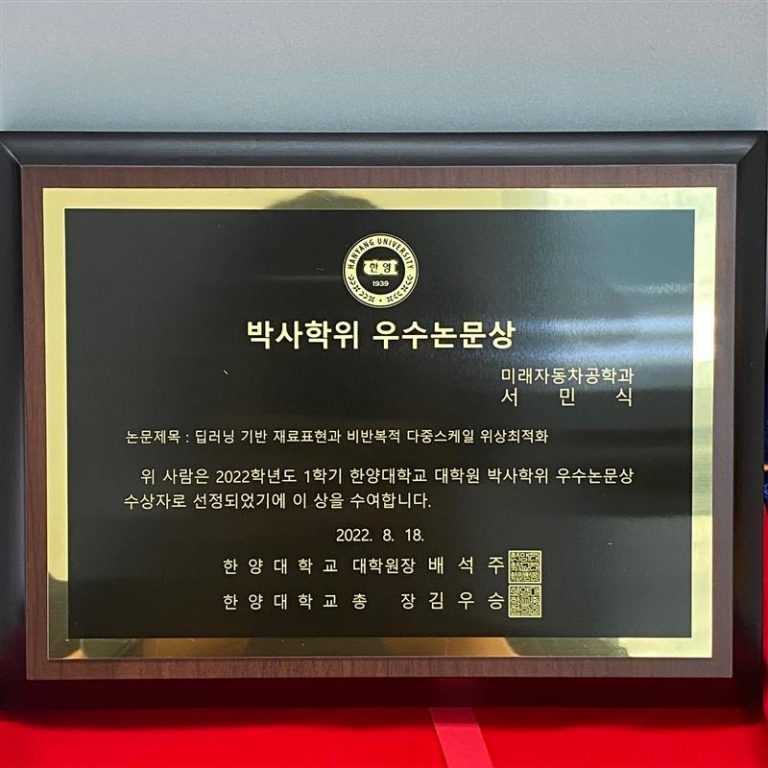 HANYANG UNIVERSITY
한양
1939
박사학위 우수논문상
미래자동차공학과
서 민 식
논문제목 : 딥러닝 기반 재료표현과 비반복적 다중스케일 위상최적화
위 사람은 2022학년도 1학기 한양대학교 대학원 박사학위 우수논문상
수상자로 선정되었기에 이 상을 수여합니다.
2022. 8. 18.
한 양 대 학 교 대학원장 배 석 주
한 양 대 학 교 총 장 김 우 승